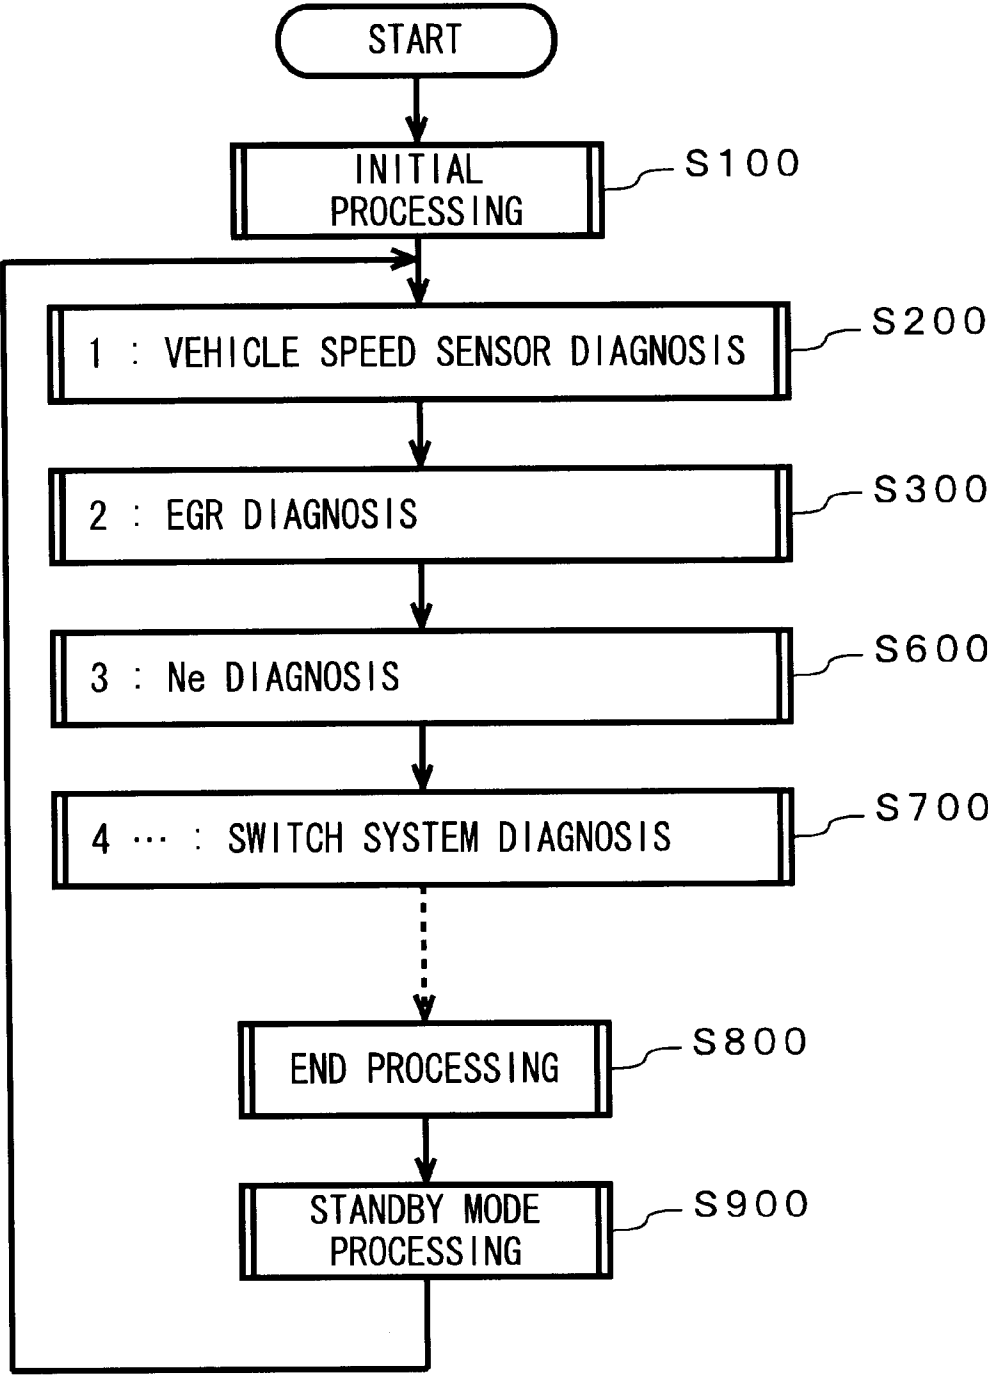 START
INITIAL
PROCESSING
S100
1 : VEHICLE SPEED SENSOR DIAGNOSIS
S200
2 : EGR DIAGNOSIS
S300
3 : Ne DIAGNOSIS
S600
4 ··· : SWITCH SYSTEM DIAGNOSIS
S700
END PROCESSING
S800
STANDBY MODE
PROCESSING
S900